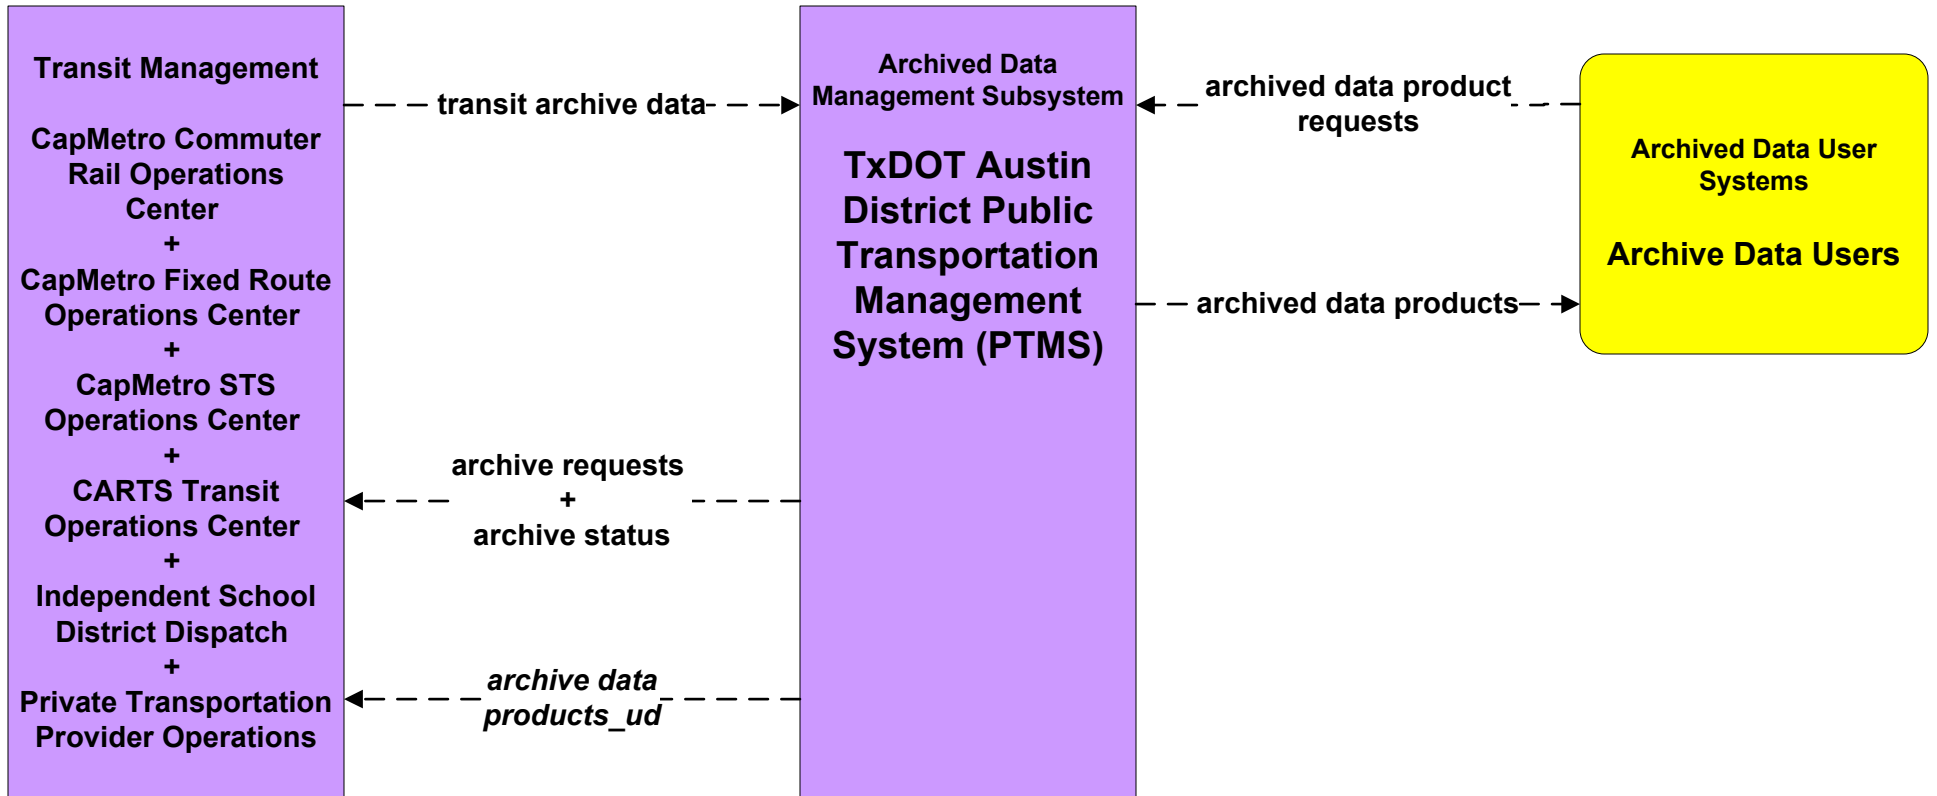 Transit Management
CapMetro Commuter
Rail Operations
Center
+
CapMetro Fixed Route
Operations Center
+
CapMetro STS
Operations Center
+
CARTS Transit
Operations Center
+
Independent School
District Dispatch
+
Private Transportation
Provider Operations
transit archive data
archive requests
+
archive status
archive data
products_ud
Archived Data
Management Subsystem
TxDOT Austin
District Public
Transportation
Management
System (PTMS)
archived data product
requests
archived data products
Archived Data User
Systems
Archive Data Users